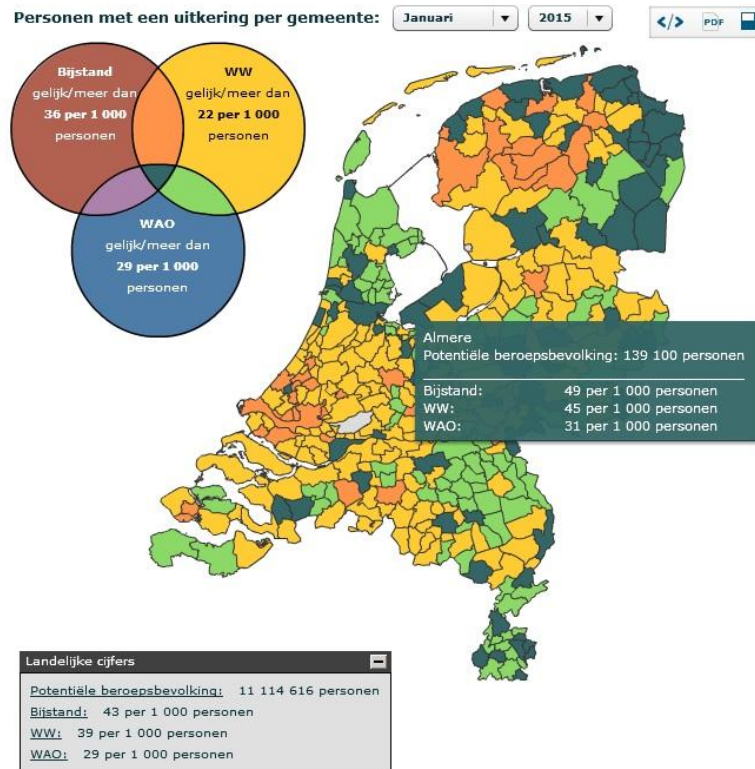 Personen met een uitkering per gemeente: Januari 2015 </> PDF
Bijstand
gelijk/meer dan
36 per 1 000
personen
WW
gelijk/meer dan
22 per 1 000
personen
WAO
gelijk/meer dan
29 per 1 000
personen
Almere
Potentiële beroepsbevolking: 139 100 personen
Bijstand: 49 per 1 000 personen
WW: 45 per 1 000 personen
WAO: 31 per 1 000 personen
Landelijke cijfers
Potentiële beroepsbevolking: 11 114 616 personen
Bijstand: 43 per 1 000 personen
WW: 39 per 1 000 personen
WAO: 29 per 1 000 personen